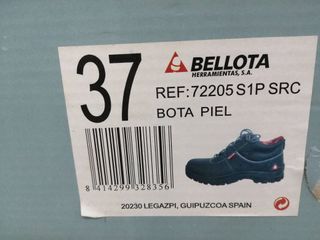 37
BELLOTA
HERRAMIENTAS, S.A.
REF:72205 S1P SRC
BOTA PIEL
8 414299 328356
20230 LEGAZPI, GUIPUZCOA SPAIN